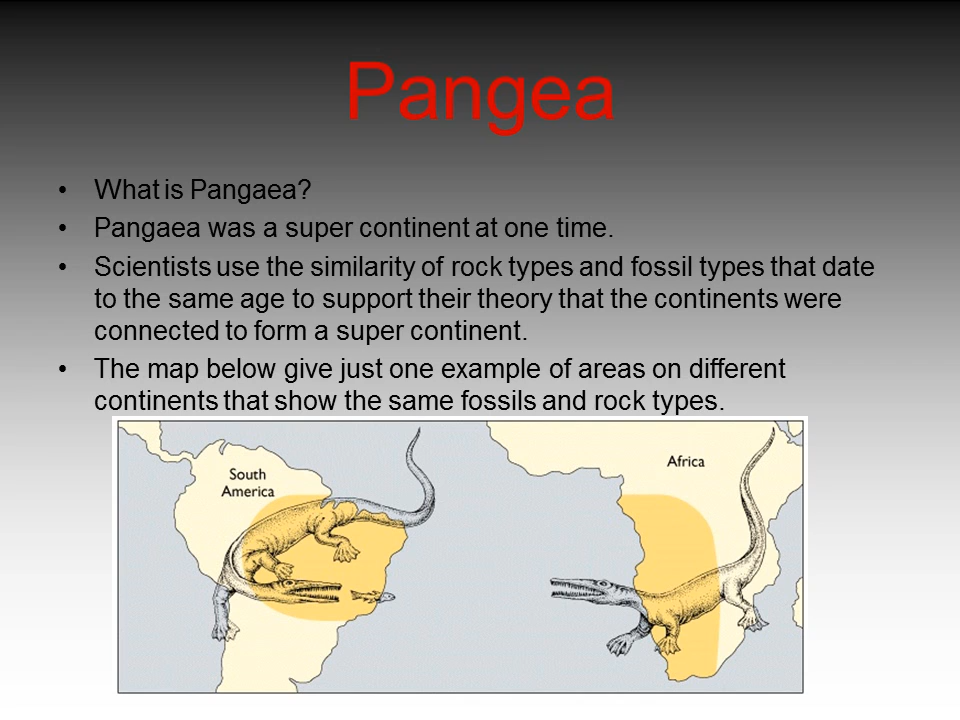 Pangea
• What is Pangaea?
• Pangaea was a super continent at one time.
• Scientists use the similarity of rock types and fossil types that date
to the same age to support their theory that the continents were
connected to form a super continent.
• The map below give just one example of areas on different
continents that show the same fossils and rock types.
South
America
Africa